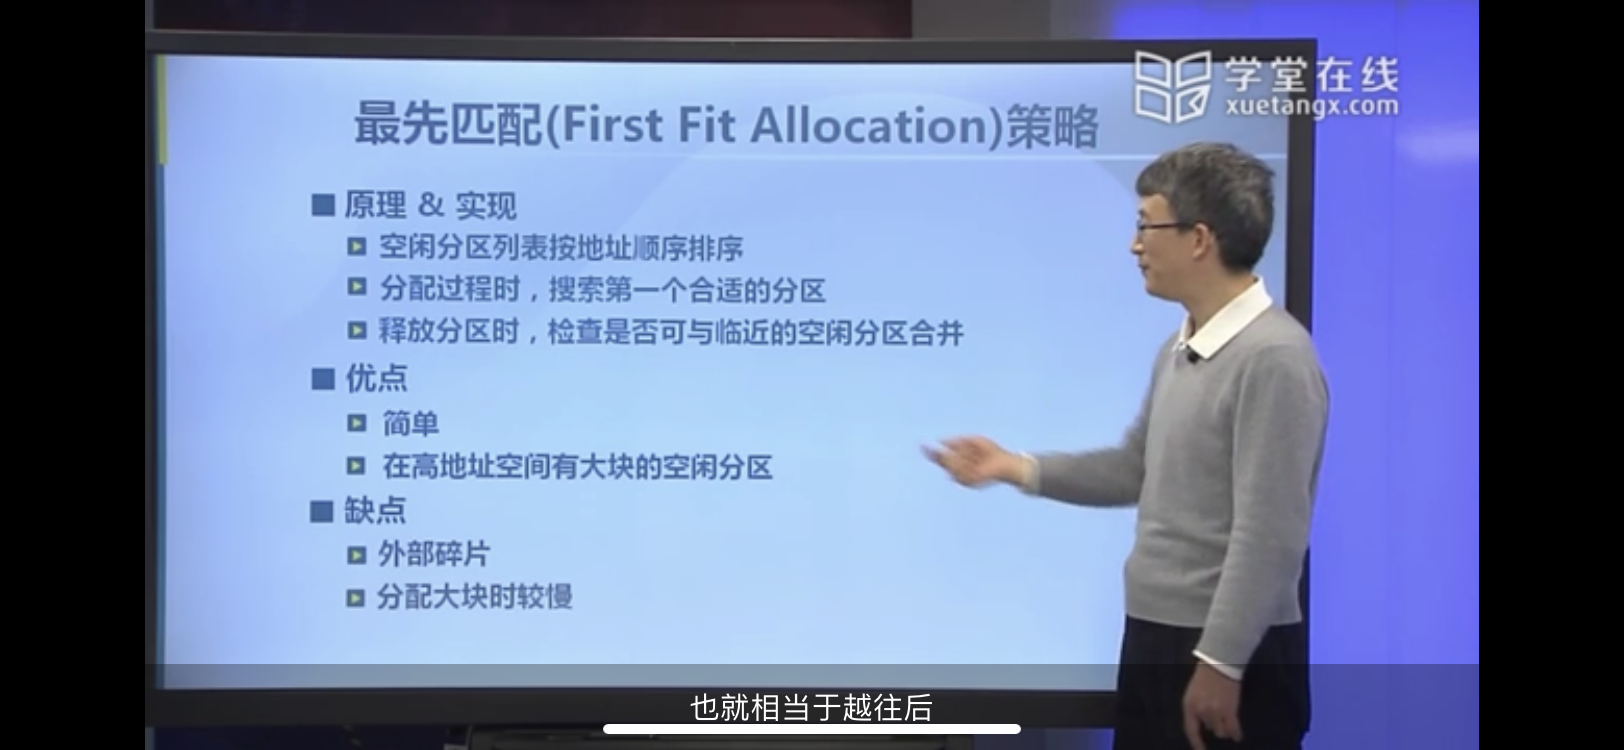 学堂在线
xuetangx.com
最先匹配(First Fit Allocation)策略
原理 & 实现
空闲分区列表按地址顺序排序
分配过程时，搜索第一个合适的分区
释放分区时，检查是否可与临近的空闲分区合并
优点
简单
在高地址空间有大块的空闲分区
缺点
外部碎片
分配大块时较慢
也就相当于越往后